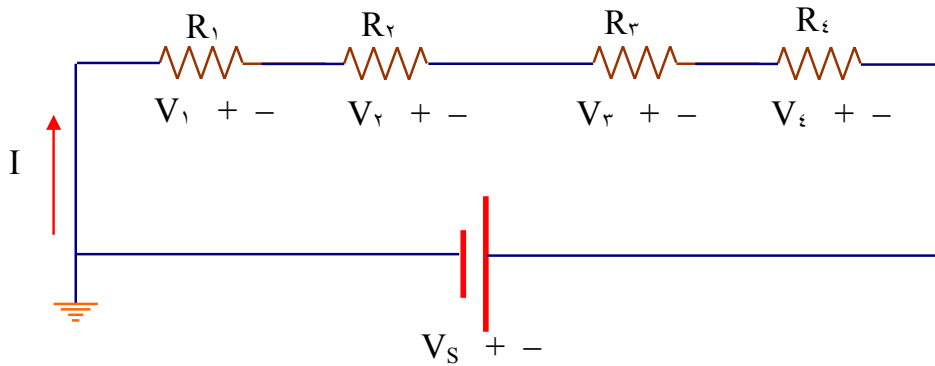 R١ R٢ R٣ R٤
V١ + − V٢ + − V٣ + − V٤ + −
I
VS + −